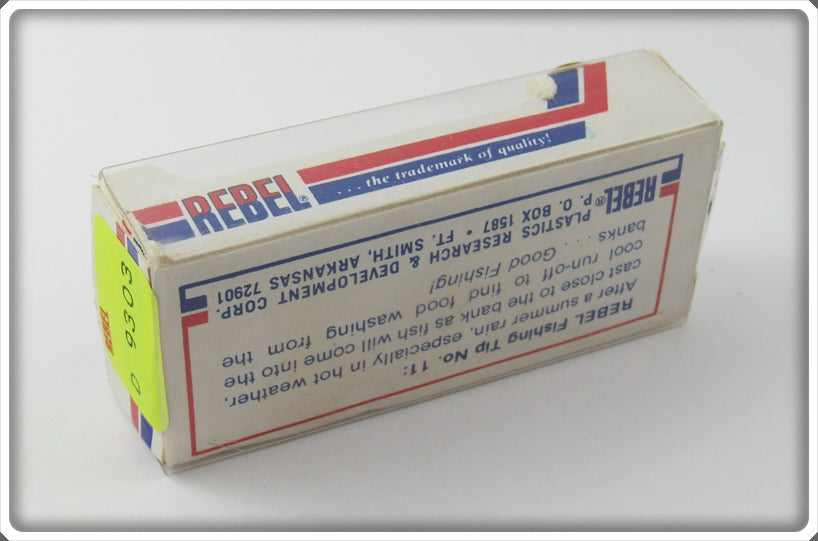 REBEL®
. . . the trademark of quality!
REBEL Fishing Tip No. 11:
After a summer rain, especially in hot weather,
cast close to the bank as fish will come into the
cool run-off to find food washing from the
banks . . . Good Fishing!
REBEL® PLASTICS RESEARCH & DEVELOPMENT CORP.
P. O. BOX 1587 • FT. SMITH, ARKANSAS 72901
REBEL
D 9303